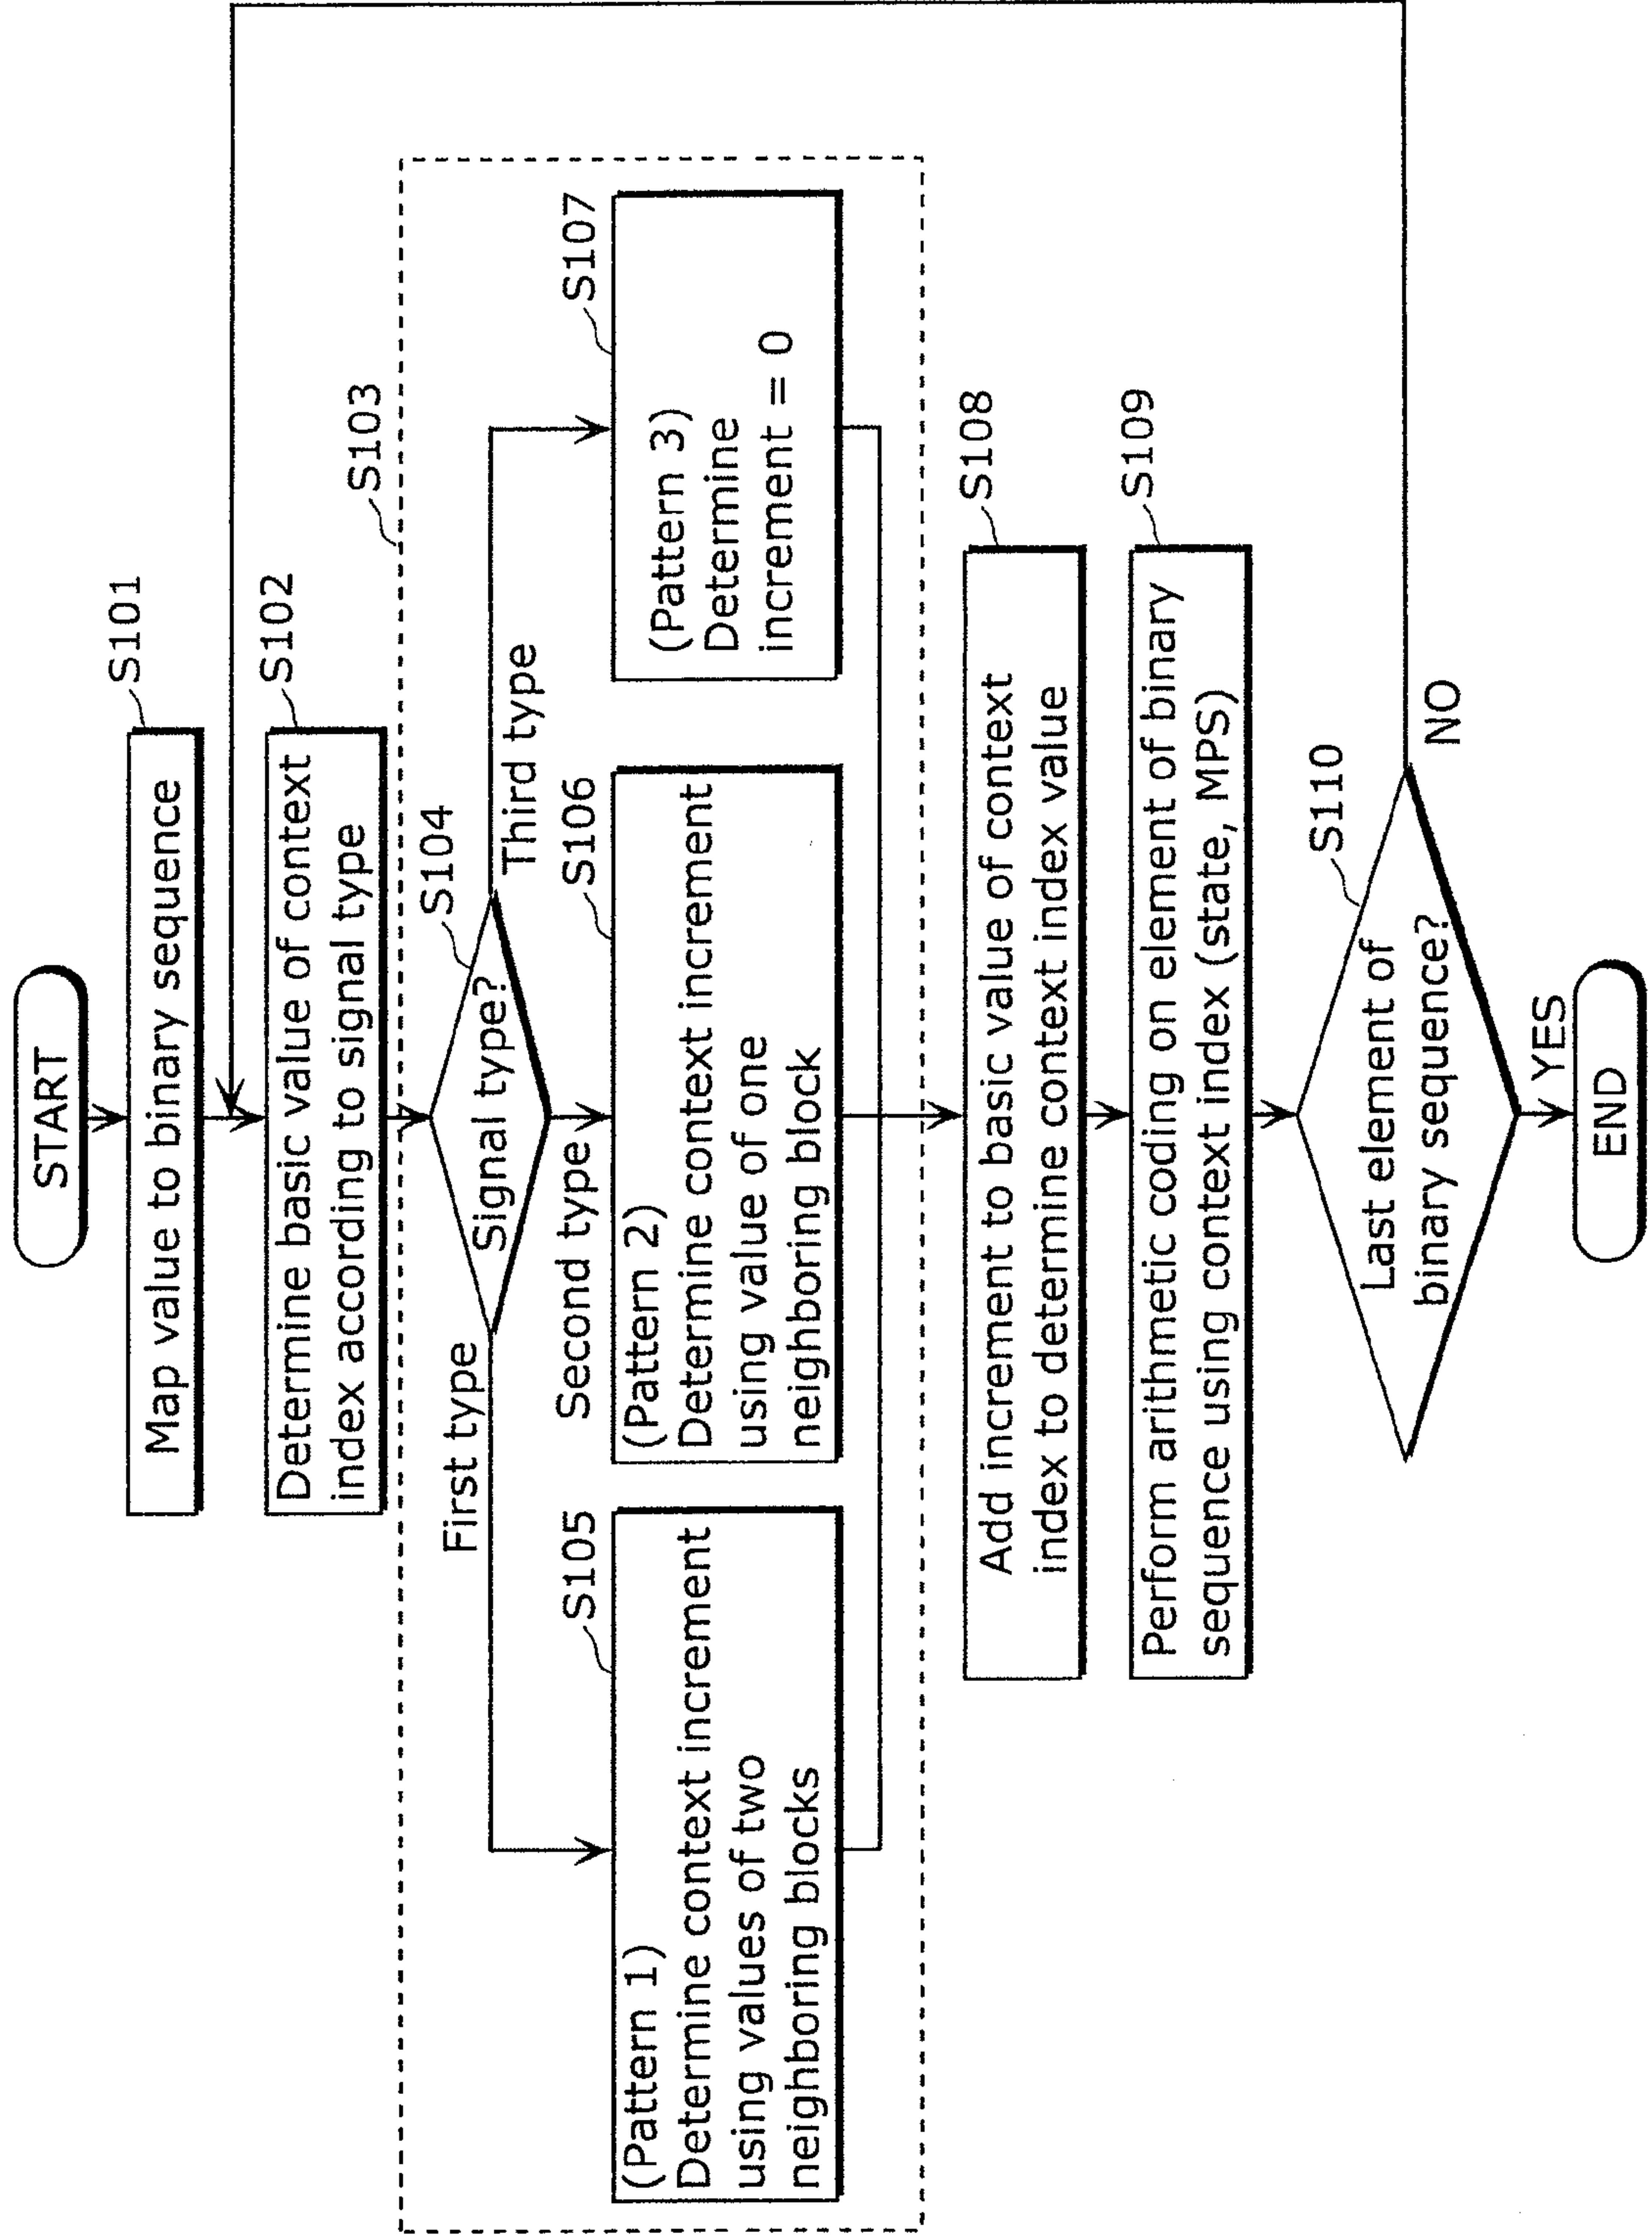 START
S101
Map value to binary sequence
S102
Determine basic value of context
index according to signal type
S103
S104
Signal type?
First type
Second type
Third type
S105
(Pattern 1)
Determine context increment
using values of two
neighboring blocks
S106
(Pattern 2)
Determine context increment
using value of one
neighboring block
S107
(Pattern 3)
Determine
increment = 0
S108
Add increment to basic value of context
index to determine context index value
S109
Perform arithmetic coding on element of binary
sequence using context index (state, MPS)
S110
Last element of
binary sequence?
NO
YES
END